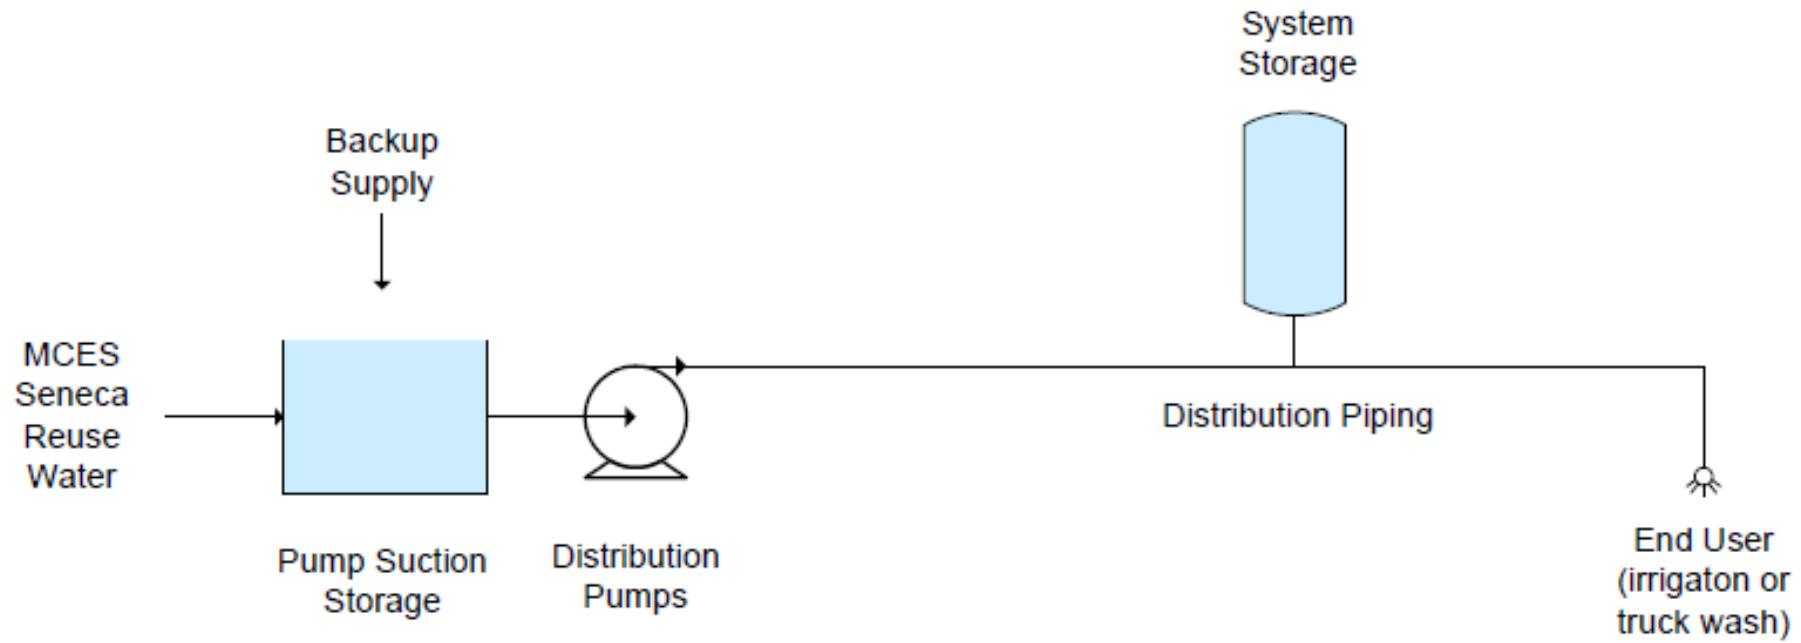 System
Storage
Backup
Supply
MCES
Seneca
Reuse
Water
Distribution Piping
Pump Suction
Storage
Distribution
Pumps
End User
(irrigaton or
truck wash)